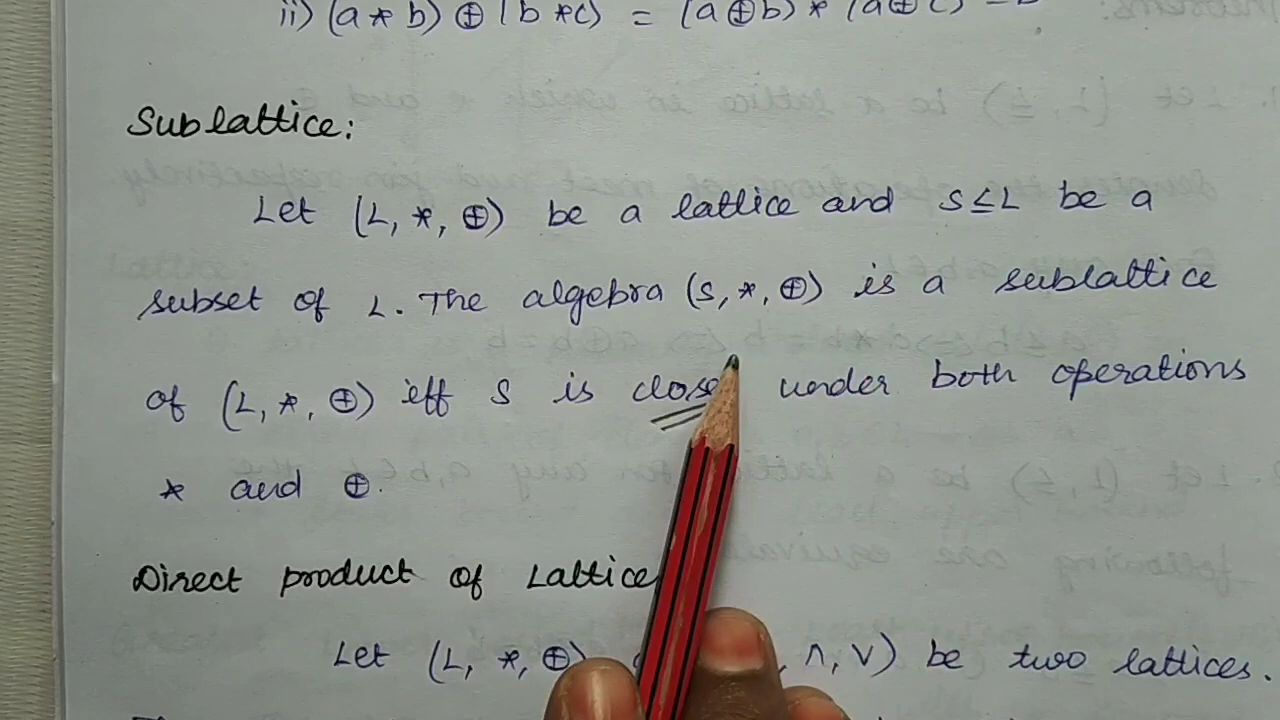 ii) (a * b) ⊕ (b * c) = (a ⊕ b) * (a ⊕ c) =
Sublattice:
Let (L, *, ⊕) be a lattice and S ≤ L be a
subset of L. The algebra (S, *, ⊕) is a sublattice
of (L, *, ⊕) iff S is close under both operations
* and ⊕.
Direct product of Lattice
Let (L, *, ⊕) , ∧, ∨) be two lattices.